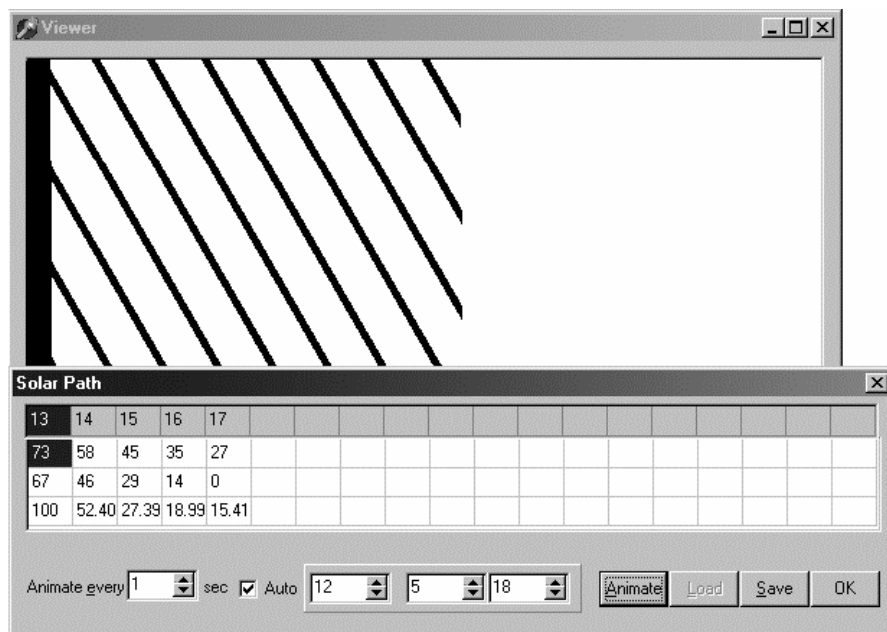 Viewer
Solar Path
13 14 15 16 17
73 58 45 35 27
67 46 29 14 0
100 52.40 27.39 18.99 15.41
Animate every 1 sec Auto 12 5 18 Animate Load Save OK